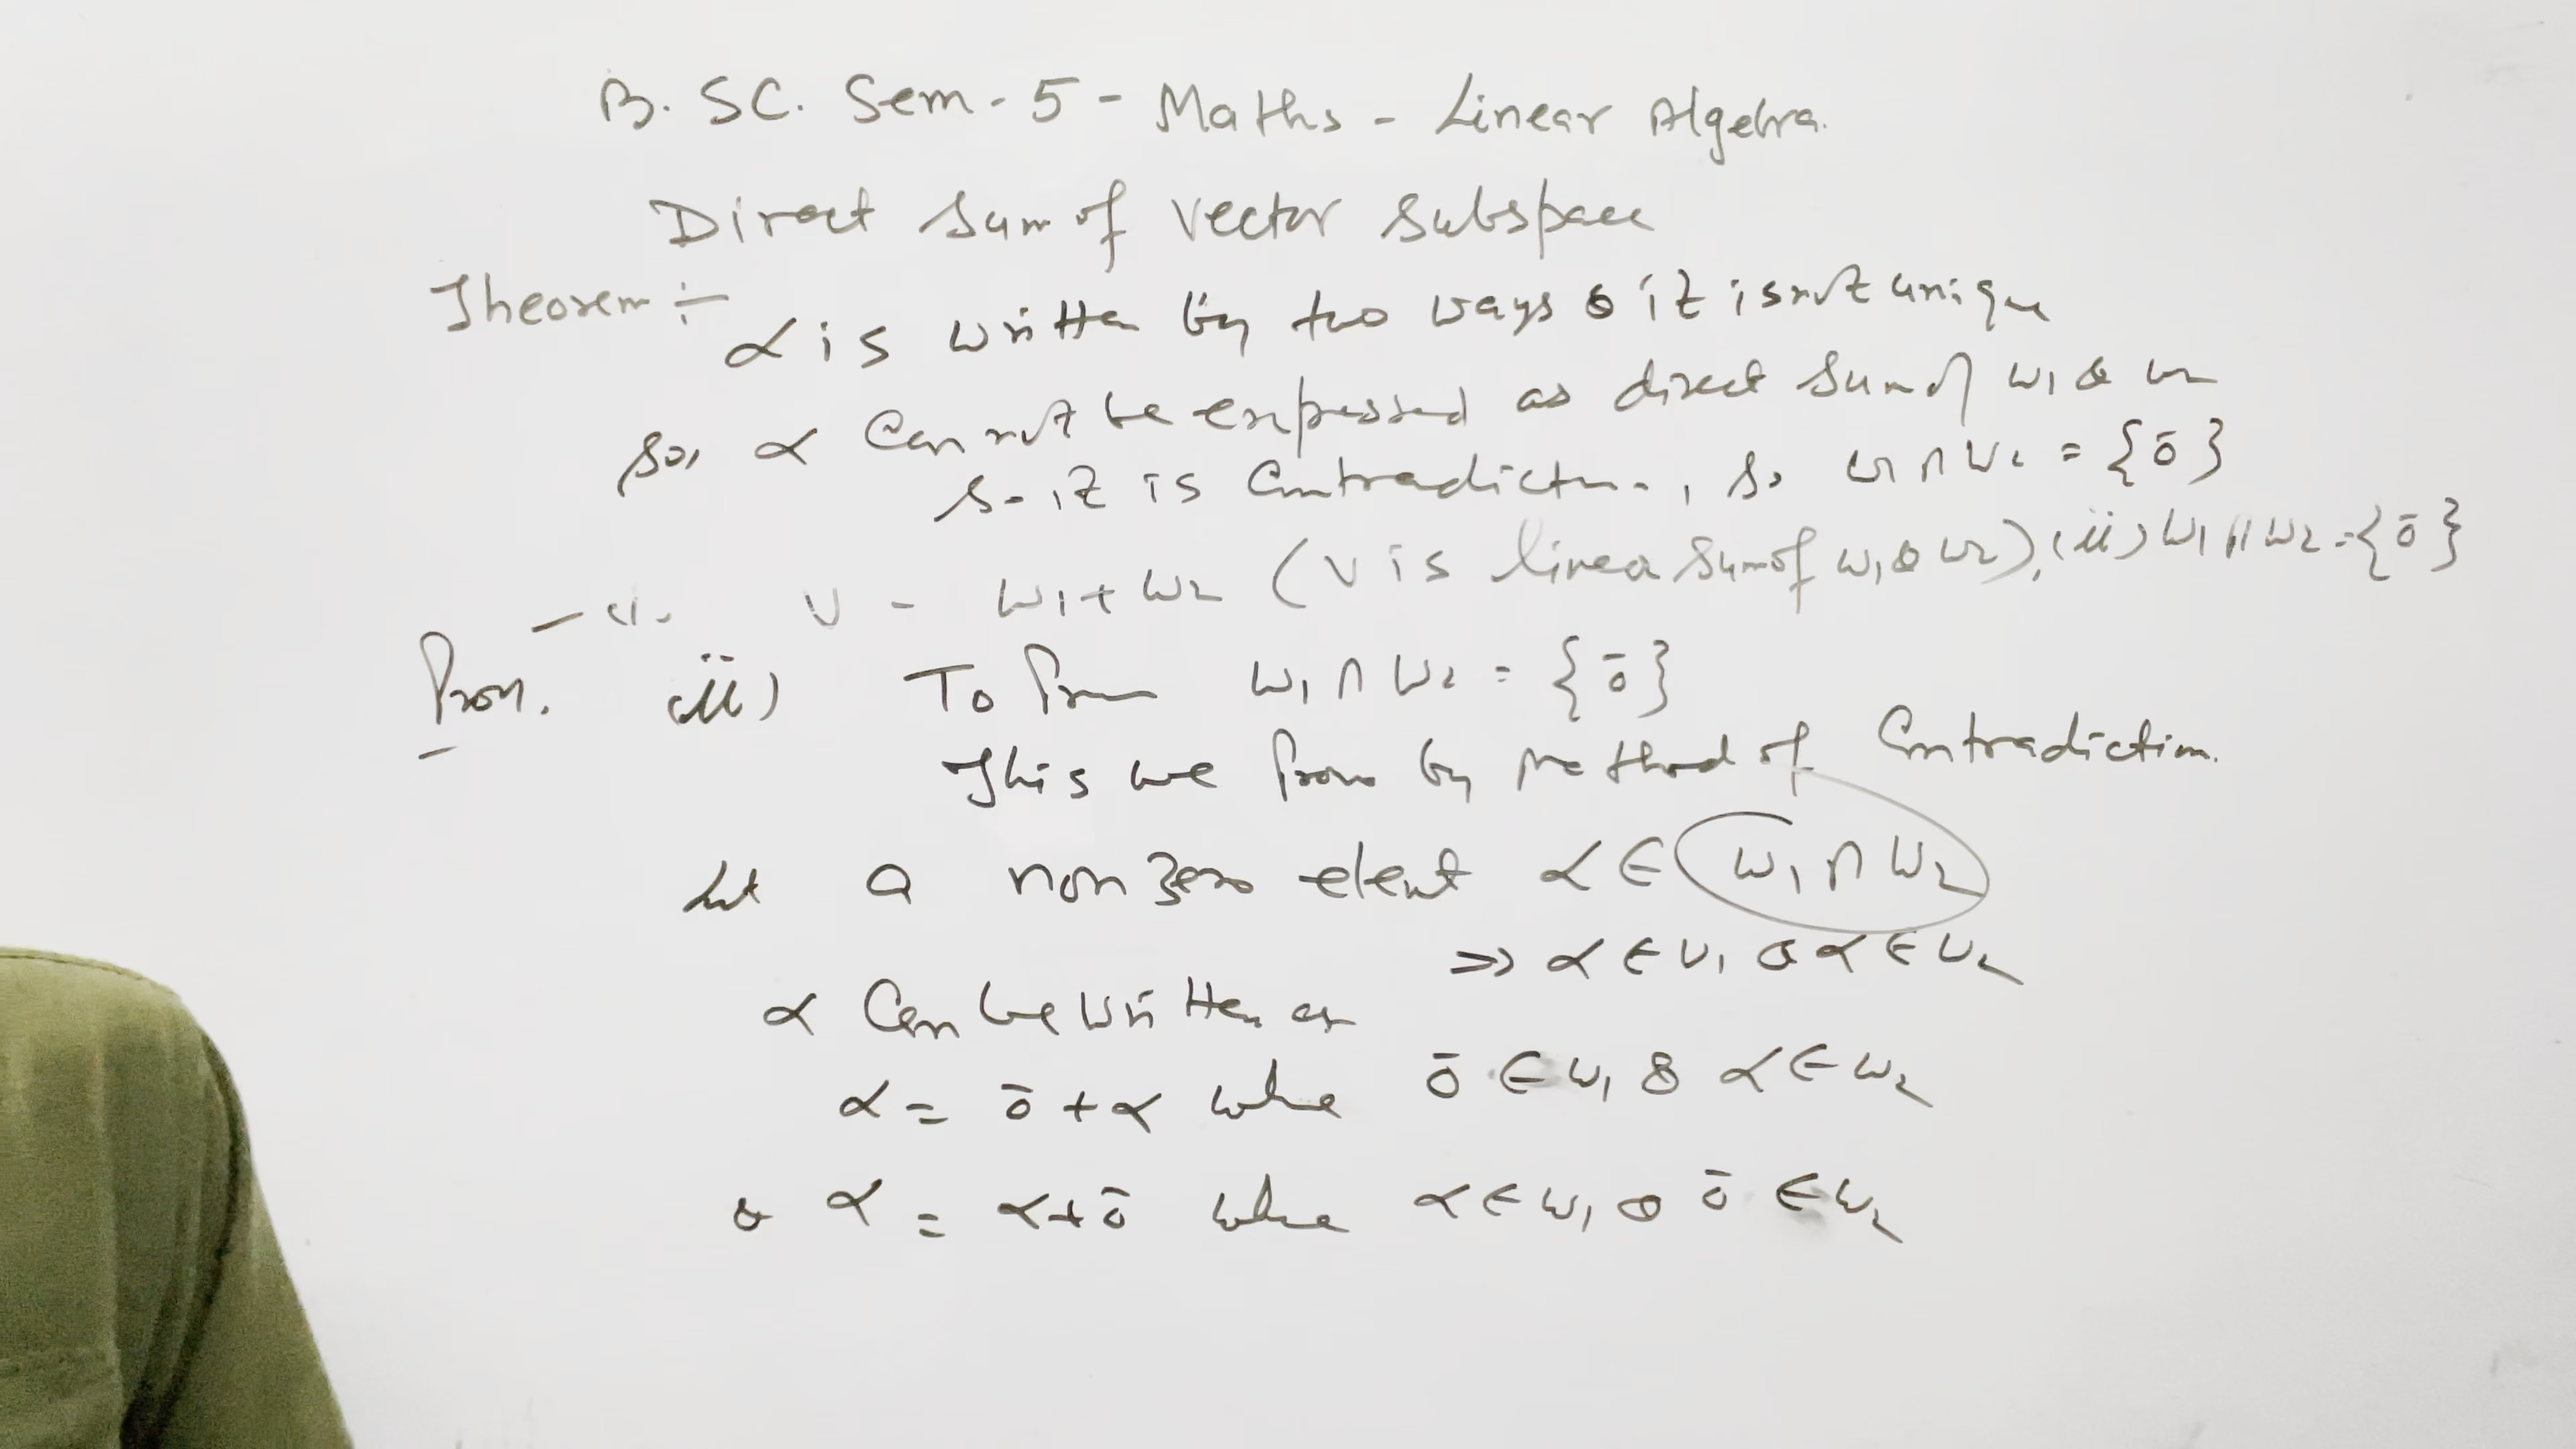 B. SC. Sem - 5 - Maths - Linear Algebra.
Direct Sum of Vector Subspace
Theorem ÷
α is written by two ways & it is not unique
So, α Can not be expressed as direct sum of W1 & W2
So it is Contradiction, So W1 ∩ W2 = {ō}
V = W1 + W2 (V is linear Sum of W1 & W2), (ii) W1 ∩ W2 = {ō}
Proof. (ii) To Prove W1 ∩ W2 = {ō}
This we Prove by Method of Contradiction.
Let a non zero element α ∈ W1 ∩ W2
⇒ α ∈ W1 & α ∈ W2
α Can be written as
α = ō + α where ō ∈ W1 & α ∈ W2
& α = α + ō where α ∈ W1 & ō ∈ W2